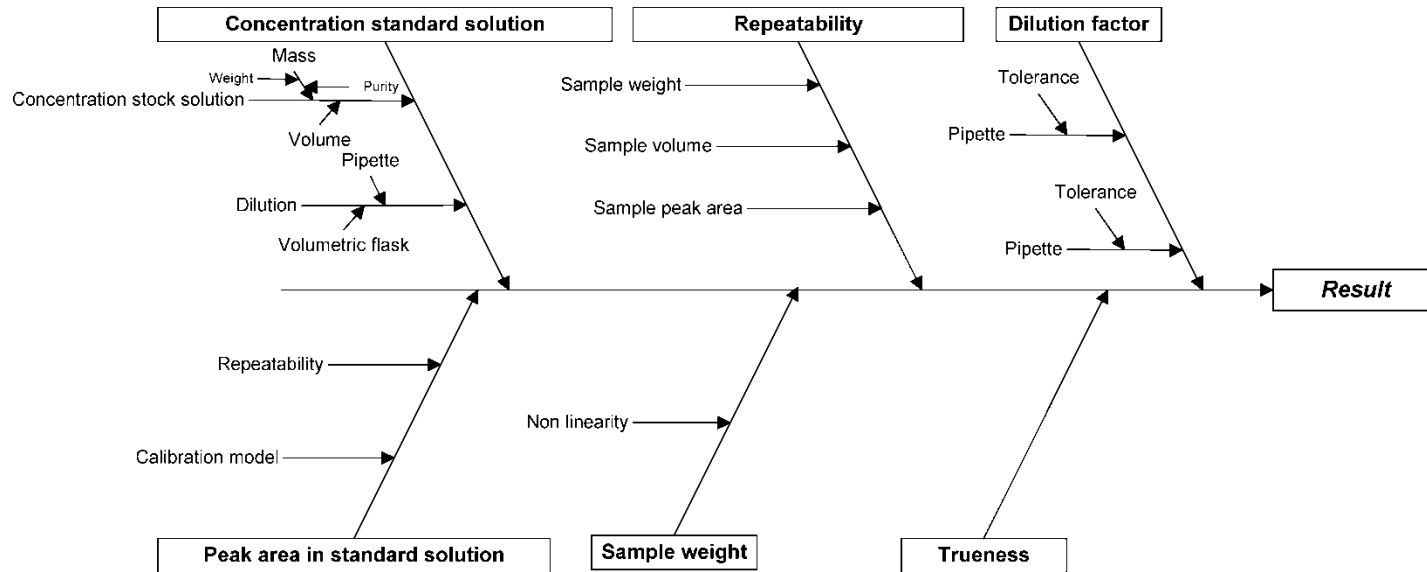 Concentration standard solution
Repeatability
Dilution factor
Mass
Weight
Purity
Concentration stock solution
Volume
Pipette
Dilution
Volumetric flask
Sample weight
Sample volume
Sample peak area
Tolerance
Pipette
Tolerance
Pipette
Result
Repeatability
Calibration model
Non linearity
Peak area in standard solution
Sample weight
Trueness